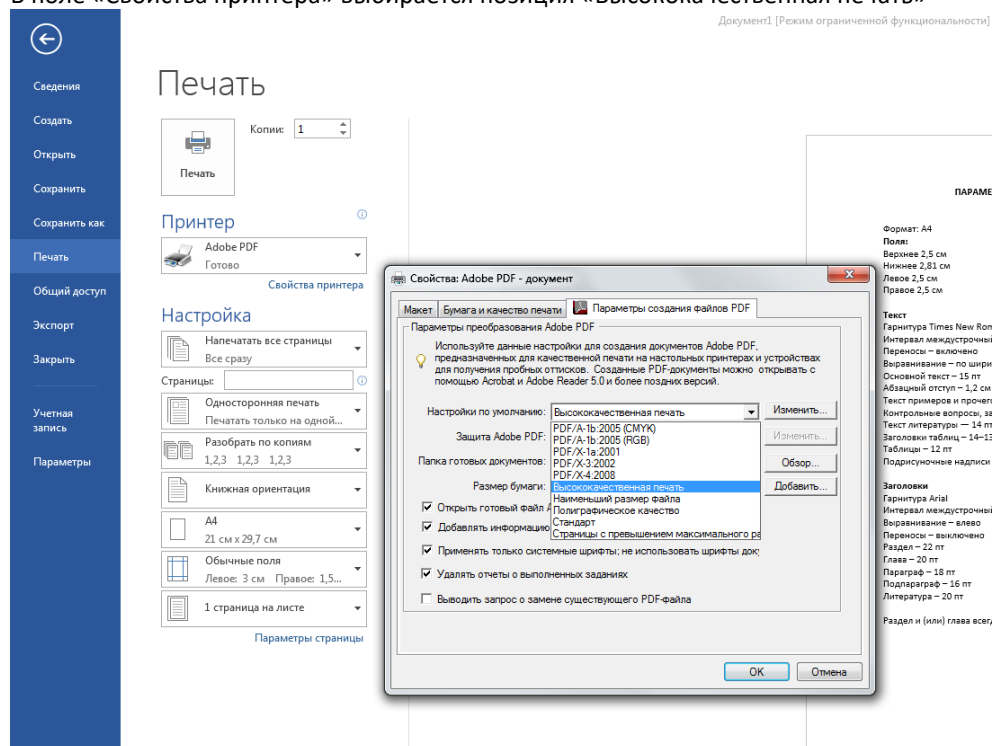 В поле «Свойства принтера» выбирается позиция «Высококачественная печать»
Документ1 [Режим ограниченной функциональности]
Сведения
Создать
Открыть
Сохранить
Сохранить как
Печать
Общий доступ
Экспорт
Закрыть
Учетная
запись
Параметры
Печать
Копии: 1
Печать
Принтер
Adobe PDF
Готово
Свойства принтера
Настройка
Напечатать все страницы
Все сразу
Страницы:
Односторонняя печать
Печатать только на одной...
Разобрать по копиям
1,2,3 1,2,3 1,2,3
Книжная ориентация
A4
21 см x 29,7 см
Обычные поля
Левое: 3 см Правое: 1,5...
1 страница на листе
Параметры страницы
Свойства: Adobe PDF - документ
Макет
Бумага и качество печати
Параметры создания файлов PDF
Параметры преобразования Adobe PDF
Используйте данные настройки для создания документов Adobe PDF,
предназначенных для качественной печати на настольных принтерах и устройствах
для получения пробных оттисков. Созданные PDF-документы можно открывать с
помощью Acrobat и Adobe Reader 5.0 и более поздних версий.
Настройки по умолчанию: Высококачественная печать Изменить...
Защита Adobe PDF: Изменить...
Папка готовых документов: Обзор...
Размер бумаги: Добавить...
PDF/A-1b:2005 (CMYK)
PDF/A-1b:2005 (RGB)
PDF/X-1a:2001
PDF/X-3:2002
PDF/X-4:2008
Высококачественная печать
Наименьший размер файла
Полиграфическое качество
Стандарт
Страницы с превышением максимального ра
Открыть готовый файл A
Добавлять информацию
Применять только системные шрифты; не использовать шрифты док
Удалять отчеты о выполненных заданиях
Выводить запрос о замене существующего PDF-файла
OK
Отмена
ПАРАМЕ
Формат: А4
Поля:
Верхнее 2,5 см
Нижнее 2,81 см
Левое 2,5 см
Правое 2,5 см
Текст
Гарнитура Times New Rom
Интервал междустрочный
Переносы – включено
Выравнивание – по шири
Основной текст – 15 пт
Абзацный отступ – 1,2 см
Текст примеров и прочего
Контрольные вопросы, за
Текст литературы — 14 пт
Заголовки таблиц – 14–13
Таблицы – 12 пт
Подрисуночные надписи
Заголовки
Гарнитура Arial
Интервал междустрочный
Выравнивание – влево
Переносы – выключено
Раздел – 22 пт
Глава – 20 пт
Параграф – 18 пт
Подпараграф – 16 пт
Литература – 20 пт
Раздел и (или) глава всегд